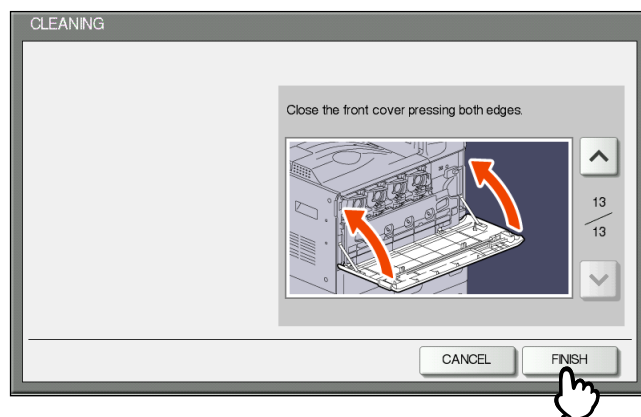 CLEANING
Close the front cover pressing both edges.
13
13
CANCEL
FINISH